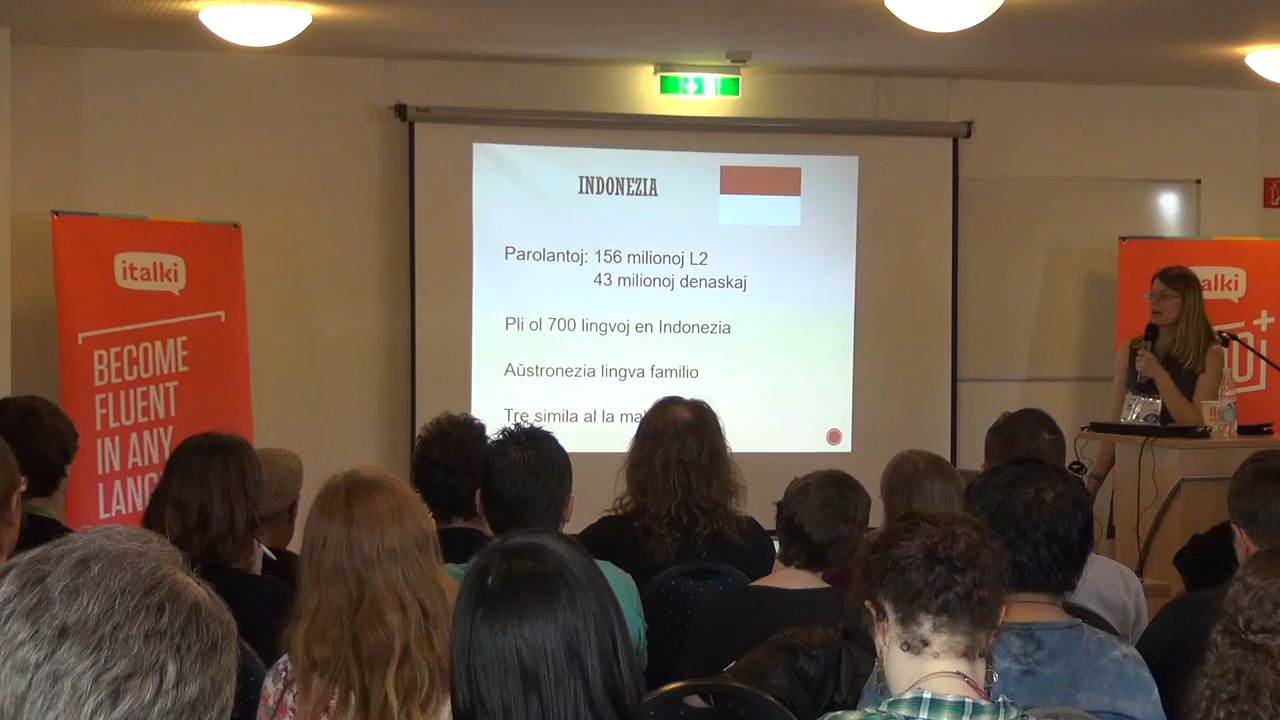 italki
BECOME
FLUENT
IN ANY
INDONEZIA
Parolantoj: 156 milionoj L2
43 milionoj denaskaj
Pli ol 700 lingvoj en Indonezia
Aŭstronezia lingva familio
Tre simila al la
alki